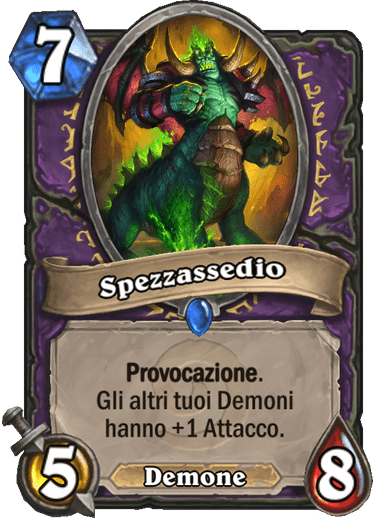 7
Spezzassedio
Provocazione.
Gli altri tuoi Demoni
hanno +1 Attacco.
5
Demone
8